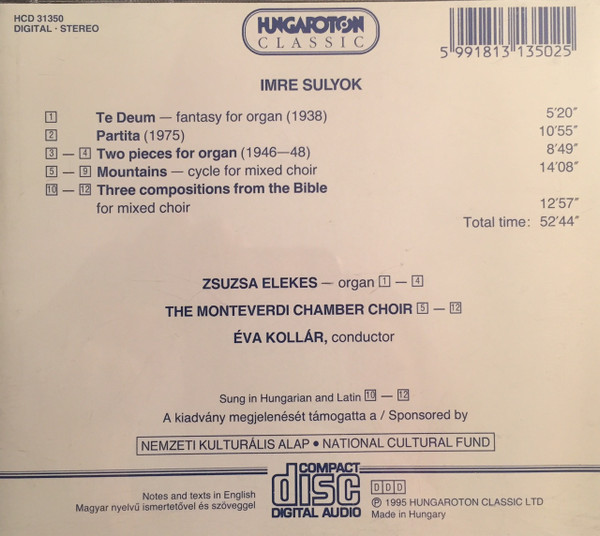 HCD 31350
DIGITAL · STEREO
HUNGAROTON
CLASSIC
5 991813 135025
IMRE SULYOK
1 Te Deum — fantasy for organ (1938) 5′20″
2 Partita (1975) 10′55″
3 — 4 Two pieces for organ (1946—48) 8′49″
5 — 9 Mountains — cycle for mixed choir 14′08″
10 — 12 Three compositions from the Bible
for mixed choir 12′57″
Total time: 52′44″
ZSUZSA ELEKES — organ 1 — 4
THE MONTEVERDI CHAMBER CHOIR 5 — 12
ÉVA KOLLÁR, conductor
Sung in Hungarian and Latin 10 — 12
A kiadvány megjelenését támogatta a / Sponsored by
NEMZETI KULTURÁLIS ALAP • NATIONAL CULTURAL FUND
Notes and texts in English
Magyar nyelvű ismertetővel és szöveggel
COMPACT
disc
DIGITAL AUDIO
DDD
℗ 1995 HUNGAROTON CLASSIC LTD
Made in Hungary